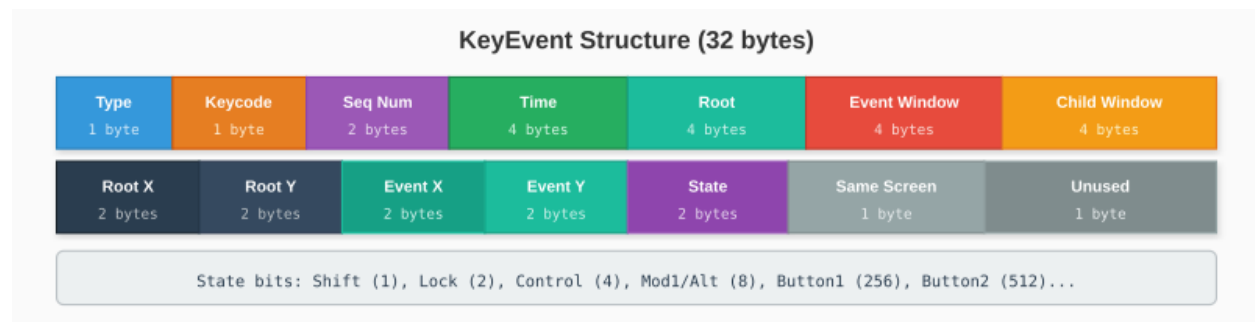 KeyEvent Structure (32 bytes)
Type Keycode Seq Num Time Root Event Window Child Window
1 byte 1 byte 2 bytes 4 bytes 4 bytes 4 bytes 4 bytes
Root X Root Y Event X Event Y State Same Screen Unused
2 bytes 2 bytes 2 bytes 2 bytes 2 bytes 1 byte 1 byte
State bits: Shift (1), Lock (2), Control (4), Mod1/Alt (8), Button1 (256), Button2 (512)...